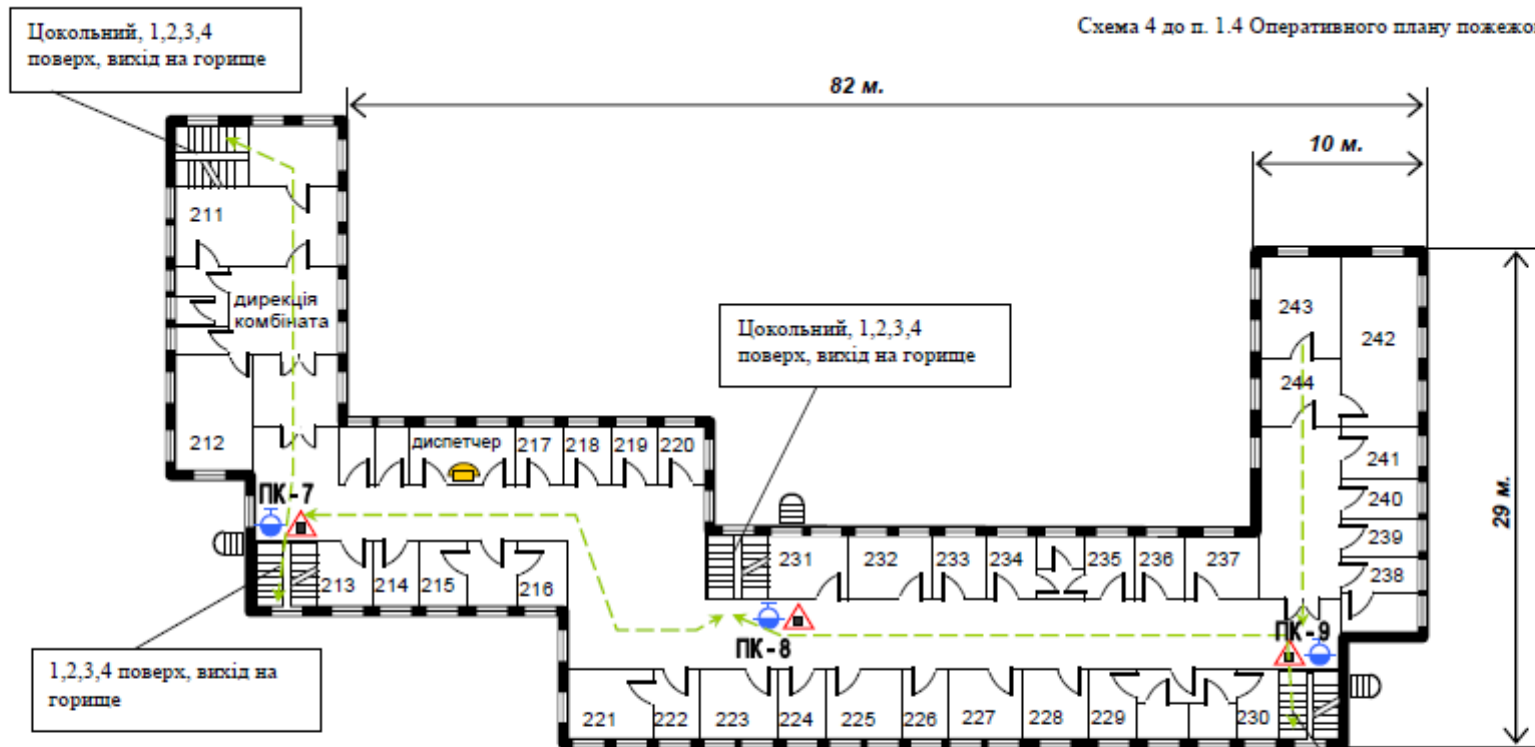 Схема 4 до п. 1.4 Оперативного плану
Цокольний, 1,2,3,4
поверх, вихід на горище
82 м.
10 м.
211
дирекція
комбіната
212
Цокольний, 1,2,3,4
поверх, вихід на горище
243
242
244
диспетчер
217
218
219
220
241
240
239
238
29 м.
ПК - 7
213
214
215
216
231
232
233
234
235
236
237
ПК - 8
ПК - 9
1,2,3,4 поверх, вихід на
горище
221
222
223
224
225
226
227
228
229
230